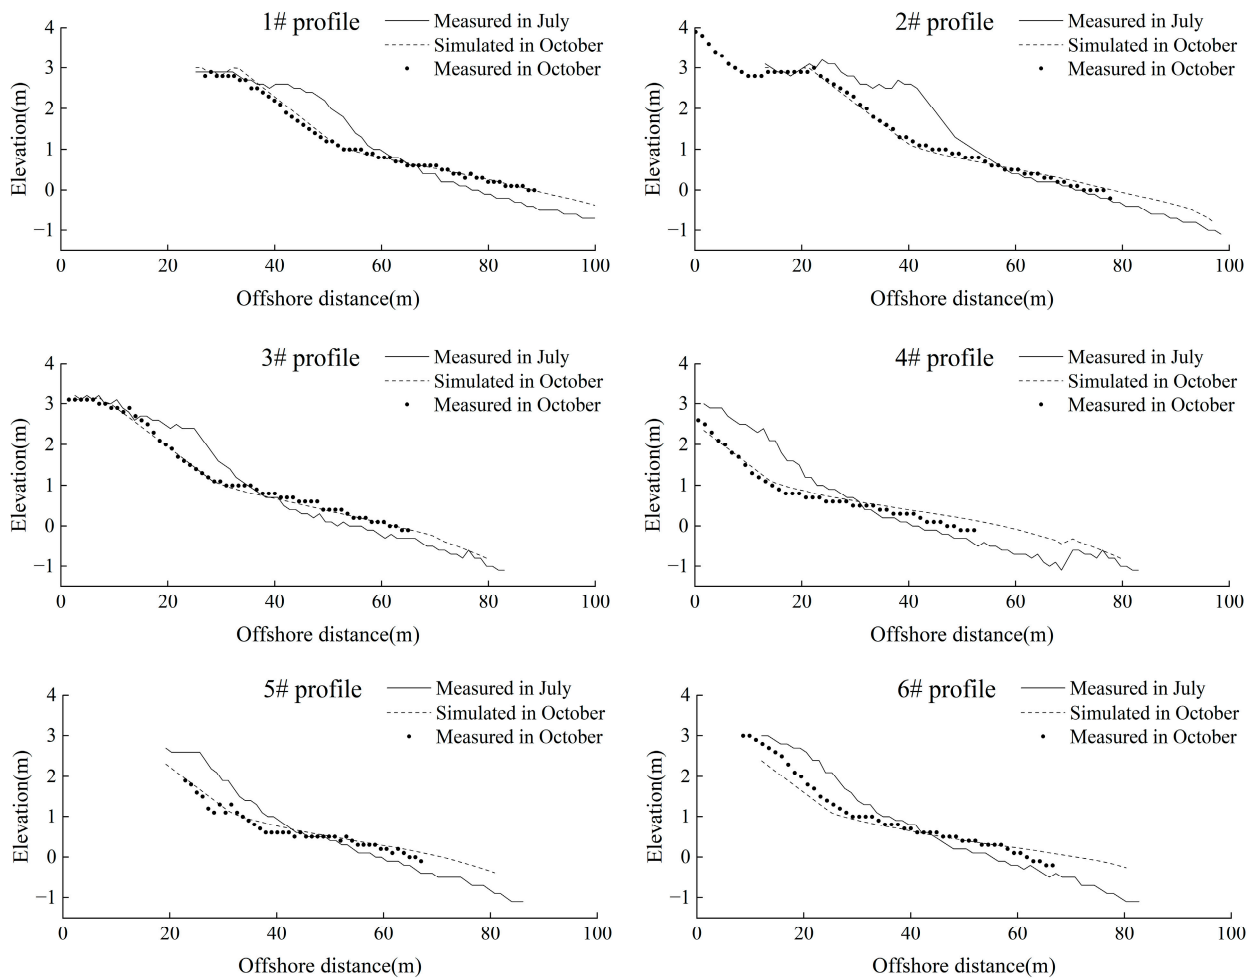 1# profile
Measured in July
Simulated in October
Measured in October
4
3
2
1
0
−1
Elevation(m)
0 20 40 60 80 100
Offshore distance(m)
2# profile
Measured in July
Simulated in October
Measured in October
4
3
2
1
0
−1
Elevation(m)
0 20 40 60 80 100
Offshore distance(m)
3# profile
Measured in July
Simulated in October
Measured in October
4
3
2
1
0
−1
Elevation(m)
0 20 40 60 80 100
Offshore distance(m)
4# profile
Measured in July
Simulated in October
Measured in October
4
3
2
1
0
−1
Elevation(m)
0 20 40 60 80 100
Offshore distance(m)
5# profile
Measured in July
Simulated in October
Measured in October
4
3
2
1
0
−1
Elevation(m)
0 20 40 60 80 100
Offshore distance(m)
6# profile
Measured in July
Simulated in October
Measured in October
4
3
2
1
0
−1
Elevation(m)
0 20 40 60 80 100
Offshore distance(m)